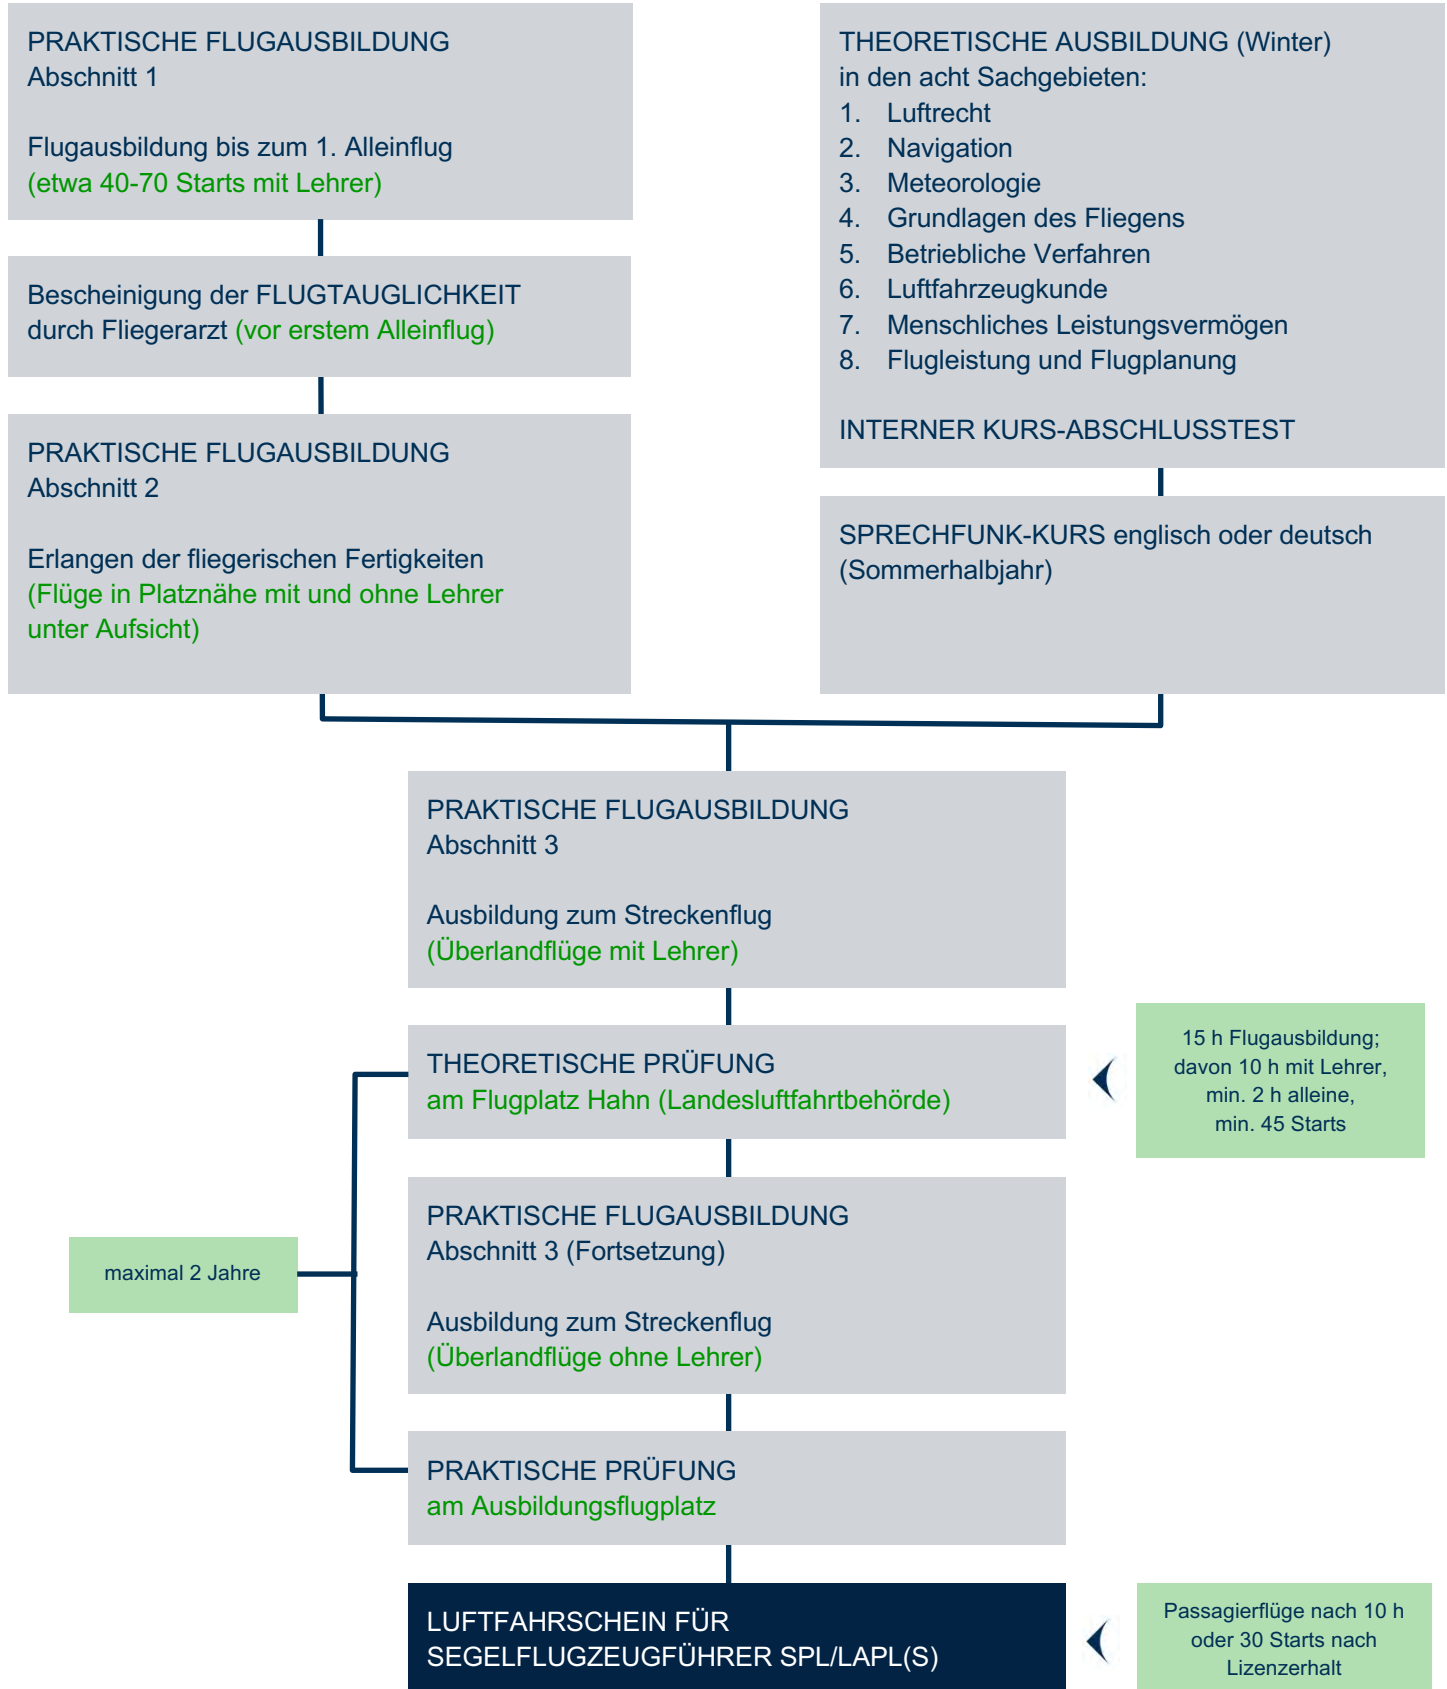 PRAKTISCHE FLUGAUSBILDUNG
Abschnitt 1
Flugausbildung bis zum 1. Alleinflug
(etwa 40-70 Starts mit Lehrer)
Bescheinigung der FLUGTAUGLICHKEIT
durch Fliegerarzt (vor erstem Alleinflug)
PRAKTISCHE FLUGAUSBILDUNG
Abschnitt 2
Erlangen der fliegerischen Fertigkeiten
(Flüge in Platznähe mit und ohne Lehrer
unter Aufsicht)
THEORETISCHE AUSBILDUNG (Winter)
in den acht Sachgebieten:
1. Luftrecht
2. Navigation
3. Meteorologie
4. Grundlagen des Fliegens
5. Betriebliche Verfahren
6. Luftfahrzeugkunde
7. Menschliches Leistungsvermögen
8. Flugleistung und Flugplanung
INTERNER KURS-ABSCHLUSSTEST
SPRECHFUNK-KURS englisch oder deutsch
(Sommerhalbjahr)
PRAKTISCHE FLUGAUSBILDUNG
Abschnitt 3
Ausbildung zum Streckenflug
(Überlandflüge mit Lehrer)
THEORETISCHE PRÜFUNG
am Flugplatz Hahn (Landesluftfahrtbehörde)
15 h Flugausbildung;
davon 10 h mit Lehrer,
min. 2 h alleine,
min. 45 Starts
PRAKTISCHE FLUGAUSBILDUNG
Abschnitt 3 (Fortsetzung)
Ausbildung zum Streckenflug
(Überlandflüge ohne Lehrer)
maximal 2 Jahre
PRAKTISCHE PRÜFUNG
am Ausbildungsflugplatz
LUFTFAHRSCHEIN FÜR
SEGELFLUGZEUGFÜHRER SPL/LAPL(S)
Passagierflüge nach 10 h
oder 30 Starts nach
Lizenzerhalt